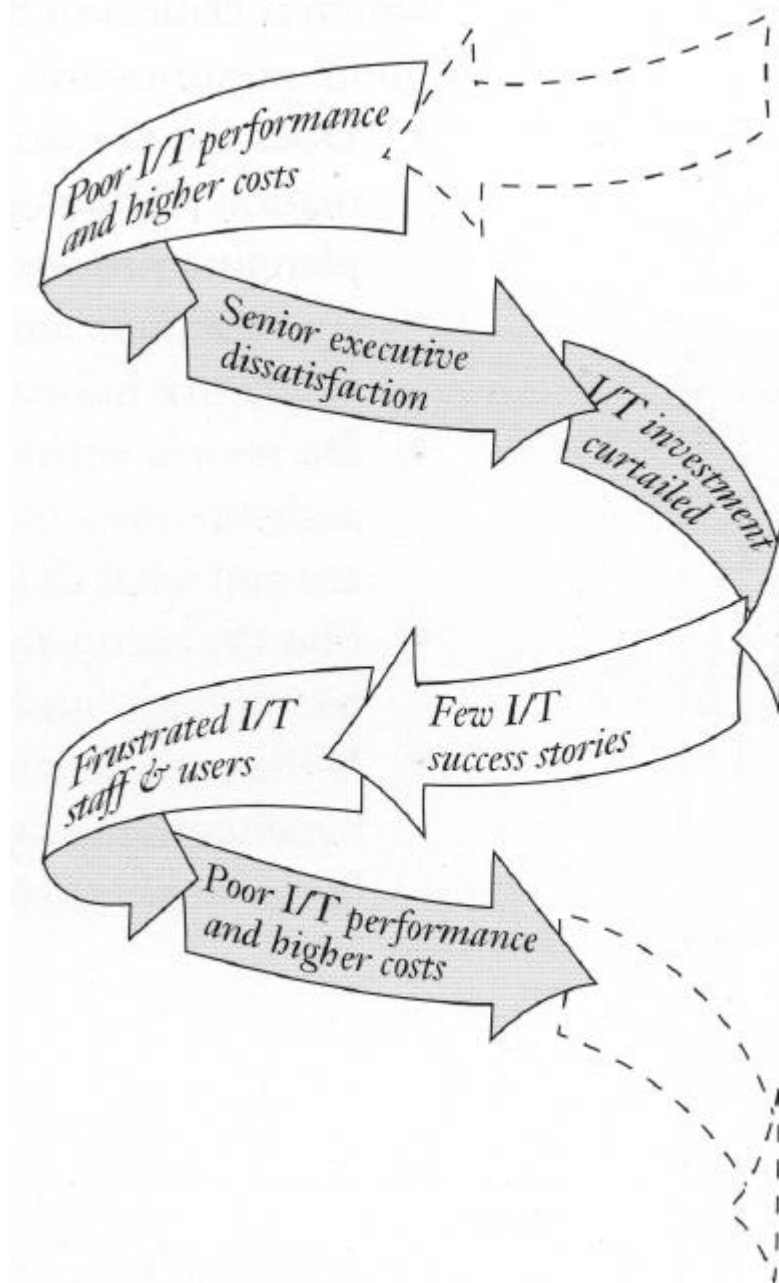 Poor I/T performance
and higher costs
Senior executive
dissatisfaction
I/T investment
curtailed
Few I/T
success stories
Frustrated I/T
staff & users
Poor I/T performance
and higher costs